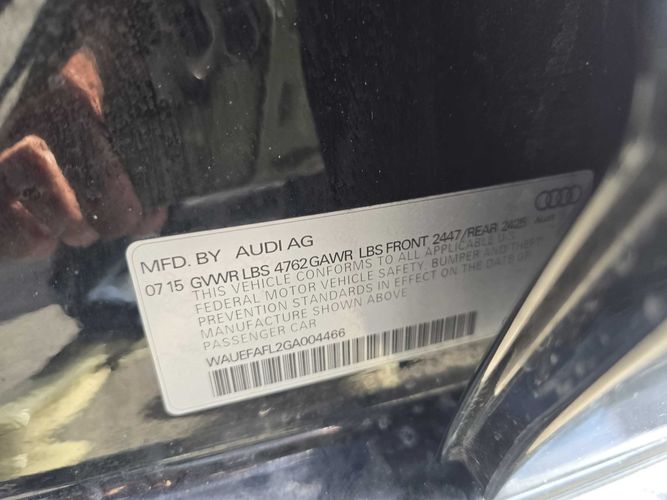 MFD. BY AUDI AG
07 15 GVWR LBS 4762 GAWR LBS FRONT 2447/REAR 2425
THIS VEHICLE CONFORMS TO ALL APPLICABLE U.S.
FEDERAL MOTOR VEHICLE SAFETY, BUMPER AND THEFT
PREVENTION STANDARDS IN EFFECT ON THE DATE OF
MANUFACTURE SHOWN ABOVE
PASSENGER CAR
WAUEFAFL2GA004466
Audi